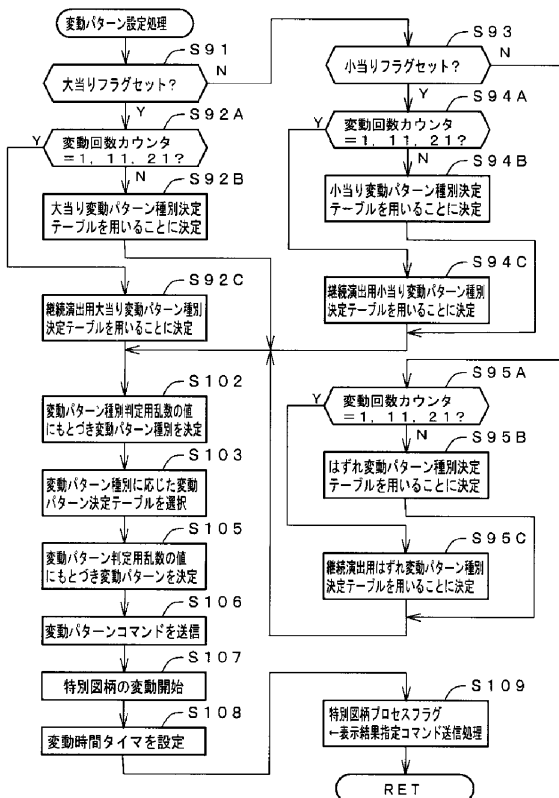 変動パターン設定処理
S91
大当りフラグセット?
N
Y
S92A
変動回数カウンタ
=1, 11, 21?
Y
N
S92B
大当り変動パターン種別決定
テーブルを用いることに決定
S92C
継続演出用大当り変動パターン種別
決定テーブルを用いることに決定
S93
小当りフラグセット?
N
Y
S94A
変動回数カウンタ
=1, 11, 21?
Y
N
S94B
小当り変動パターン種別決定
テーブルを用いることに決定
S94C
継続演出用小当り変動パターン種別
決定テーブルを用いることに決定
S95A
変動回数カウンタ
=1, 11, 21?
Y
N
S95B
はずれ変動パターン種別決定
テーブルを用いることに決定
S95C
継続演出用はずれ変動パターン種別
決定テーブルを用いることに決定
S102
変動パターン種別判定用乱数の値
にもとづき変動パターン種別を決定
S103
変動パターン種別に応じた変動
パターン決定テーブルを選択
S105
変動パターン判定用乱数の値
にもとづき変動パターンを決定
S106
変動パターンコマンドを送信
S107
特別図柄の変動開始
S108
変動時間タイマを設定
S109
特別図柄プロセスフラグ
←表示結果指定コマンド送信処理
RET